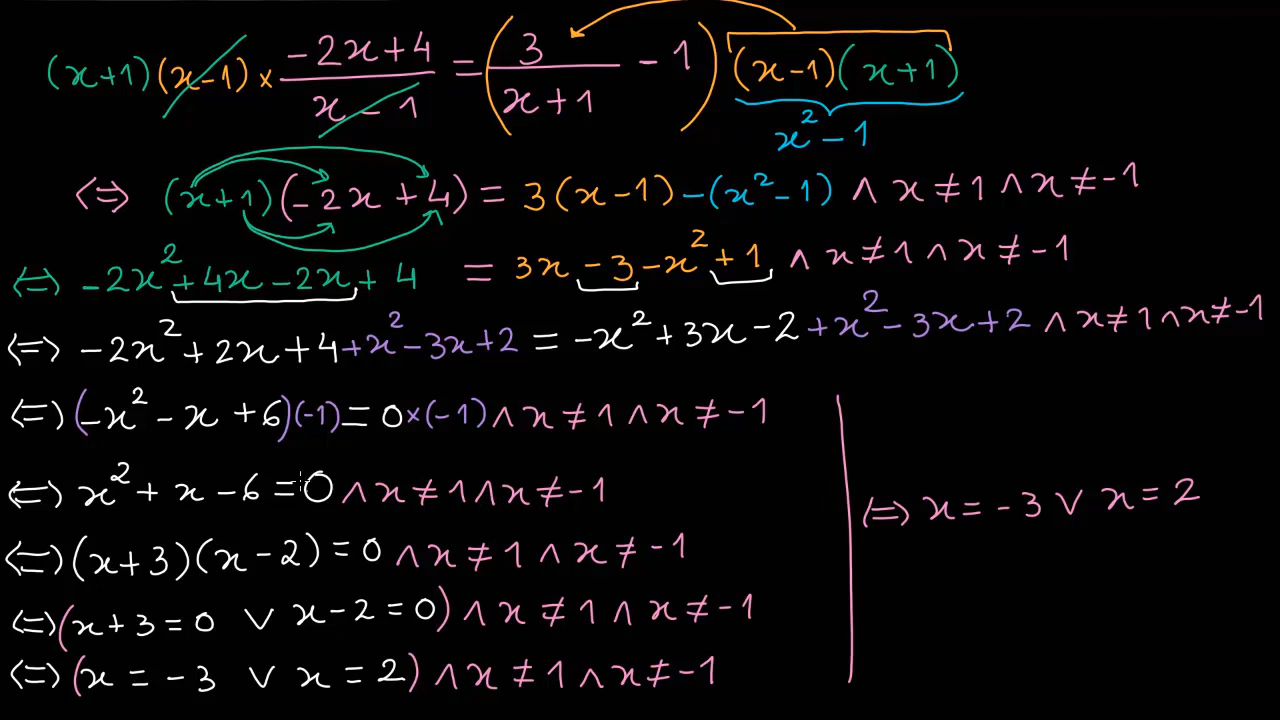 (x+1)(x-1) × (-2x+4)/(x-1) = (3/(x+1) - 1)(x-1)(x+1)
x² - 1
⇔ (x+1)(-2x+4) = 3(x-1) - (x²-1) ∧ x ≠ 1 ∧ x ≠ -1
⇔ -2x² + 4x - 2x + 4 = 3x - 3 - x² + 1 ∧ x ≠ 1 ∧ x ≠ -1
⇔ -2x² + 2x + 4 + x² - 3x + 2 = -x² + 3x - 2 + x² - 3x + 2 ∧ x ≠ 1 ∧ x ≠ -1
⇔ (-x² - x + 6)(-1) = 0 × (-1) ∧ x ≠ 1 ∧ x ≠ -1
⇔ x² + x - 6 = 0 ∧ x ≠ 1 ∧ x ≠ -1
⇔ (x+3)(x-2) = 0 ∧ x ≠ 1 ∧ x ≠ -1
⇔ (x+3 = 0 ∨ x-2 = 0) ∧ x ≠ 1 ∧ x ≠ -1
⇔ (x = -3 ∨ x = 2) ∧ x ≠ 1 ∧ x ≠ -1
⇔ x = -3 ∨ x = 2